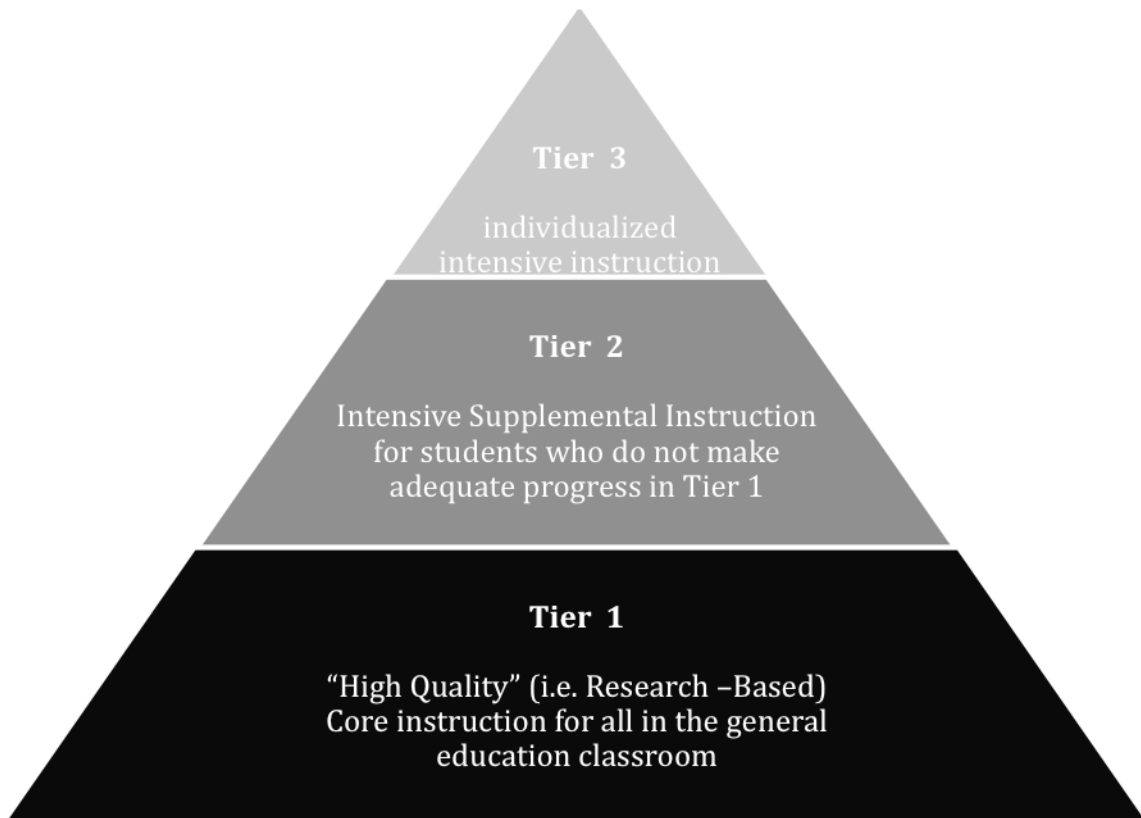 Tier 3
individualized
intensive instruction
Tier 2
Intensive Supplemental Instruction
for students who do not make
adequate progress in Tier 1
Tier 1
“High Quality” (i.e. Research –Based)
Core instruction for all in the general
education classroom